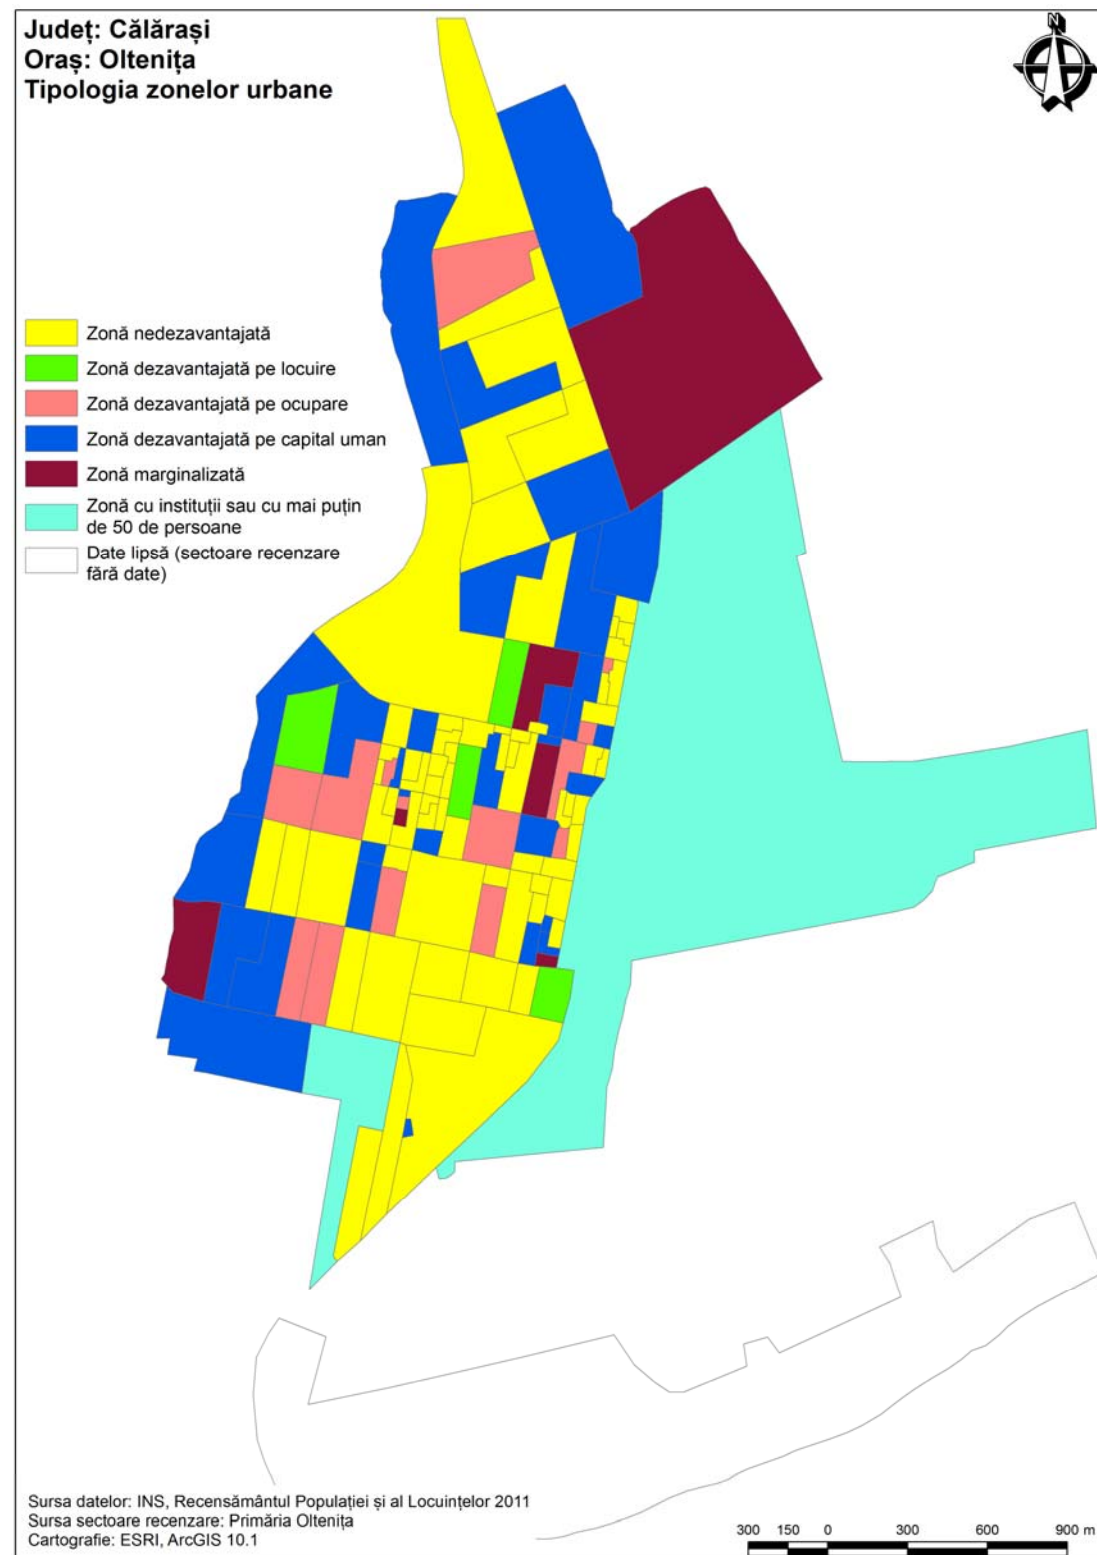 Județ: Călărași
Oraș: Oltenița
Tipologia zonelor urbane
N
Zonă nedezavantajată
Zonă dezavantajată pe locuire
Zonă dezavantajată pe ocupare
Zonă dezavantajată pe capital uman
Zonă marginalizată
Zonă cu instituții sau cu mai puțin
de 50 de persoane
Date lipsă (sectoare recenzare
fără date)
Sursa datelor: INS, Recensământul Populației și al Locuințelor 2011
Sursa sectoare recenzare: Primăria Oltenița
Cartografie: ESRI, ArcGIS 10.1
300 150 0 300 600 900 m